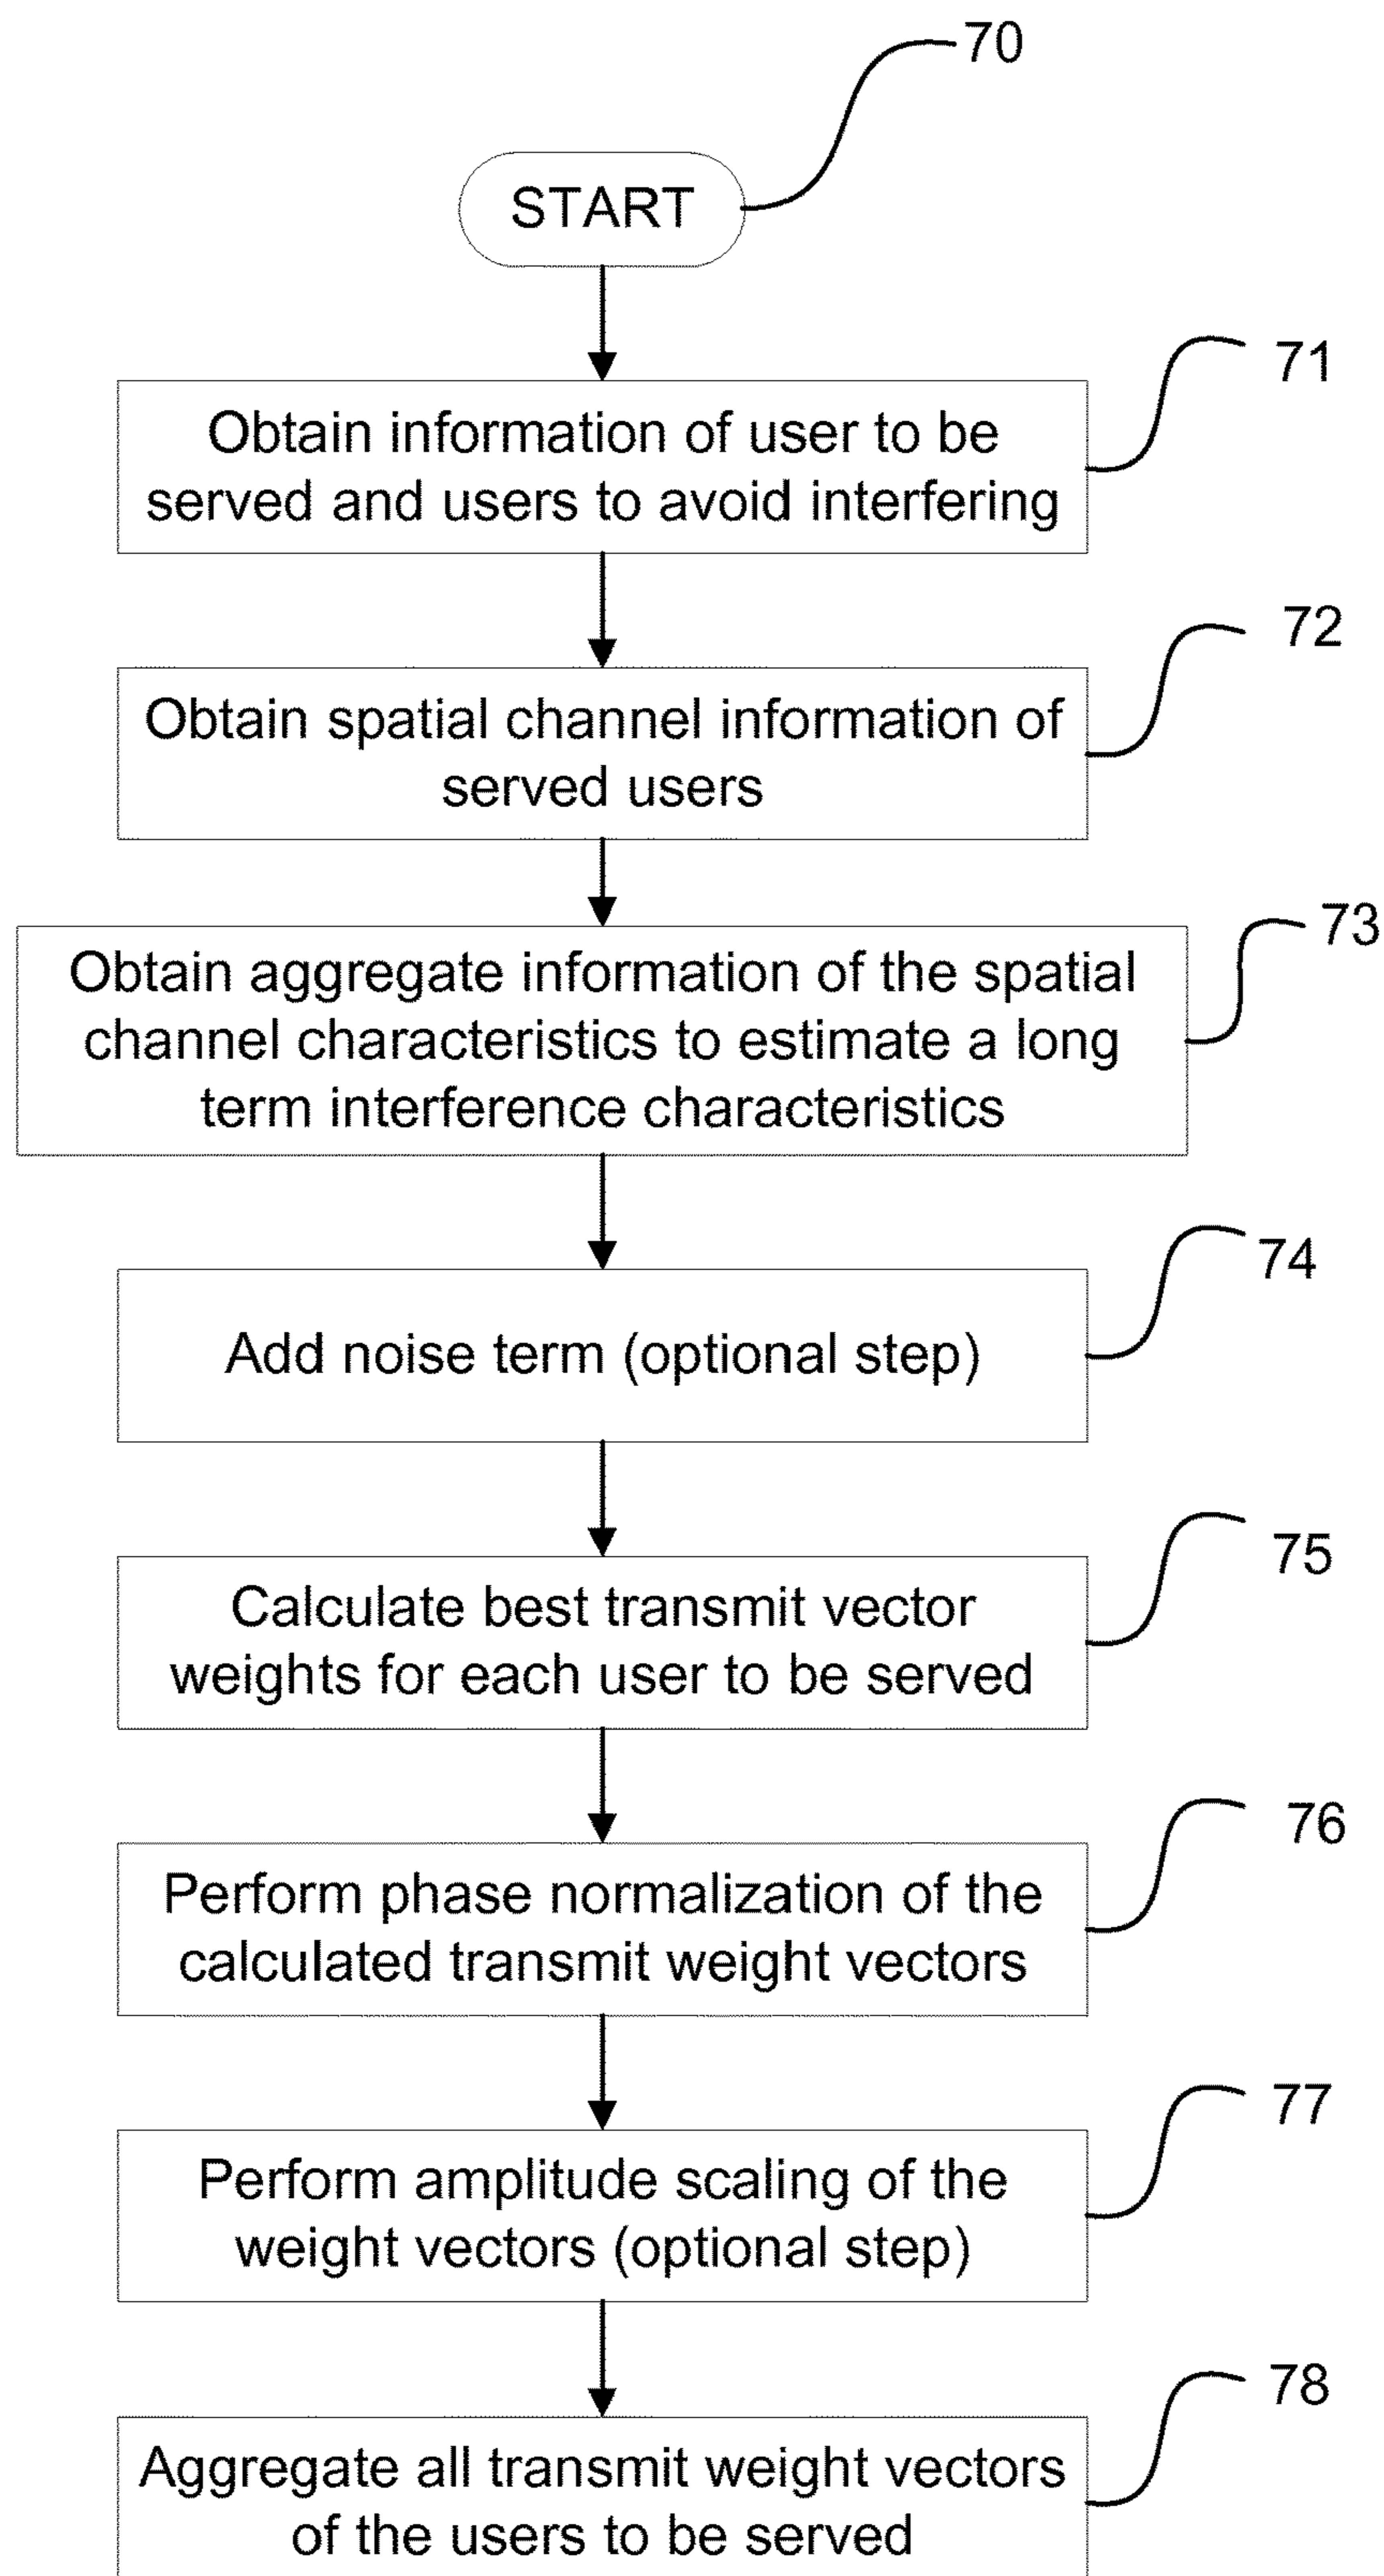 70
START
71
Obtain information of user to be
served and users to avoid interfering
72
Obtain spatial channel information of
served users
73
Obtain aggregate information of the spatial
channel characteristics to estimate a long
term interference characteristics
74
Add noise term (optional step)
75
Calculate best transmit vector
weights for each user to be served
76
Perform phase normalization of the
calculated transmit weight vectors
77
Perform amplitude scaling of the
weight vectors (optional step)
78
Aggregate all transmit weight vectors
of the users to be served